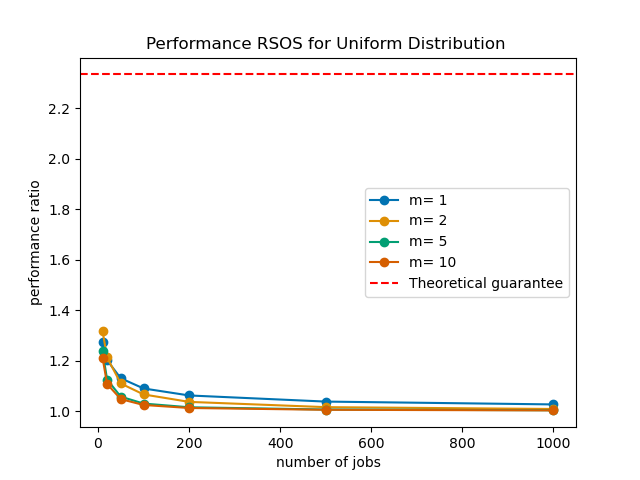 Performance RSOS for Uniform Distribution
performance ratio
2.2
2.0
1.8
1.6
1.4
1.2
1.0
m= 1
m= 2
m= 5
m= 10
Theoretical guarantee
0 200 400 600 800 1000
number of jobs